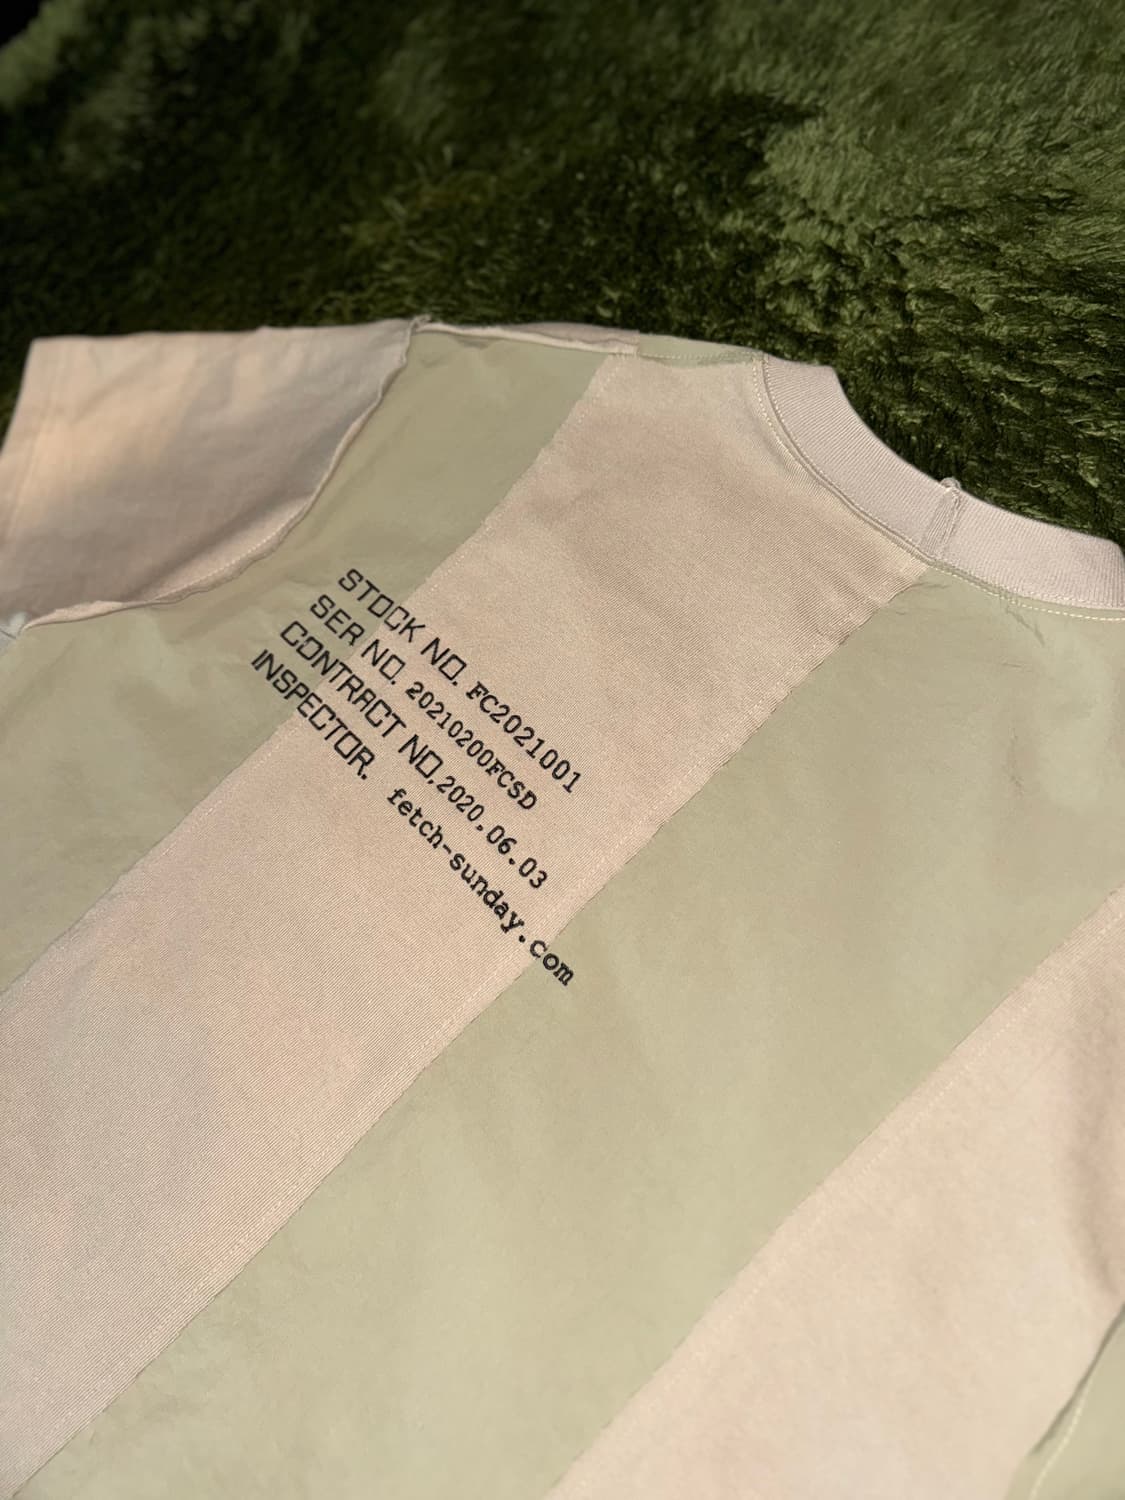 STOCK NO. FC2021001
SER NO. 20210200FCSD
CONTRACT NO.2020.06.03
INSPECTOR. fetch-sunday.com